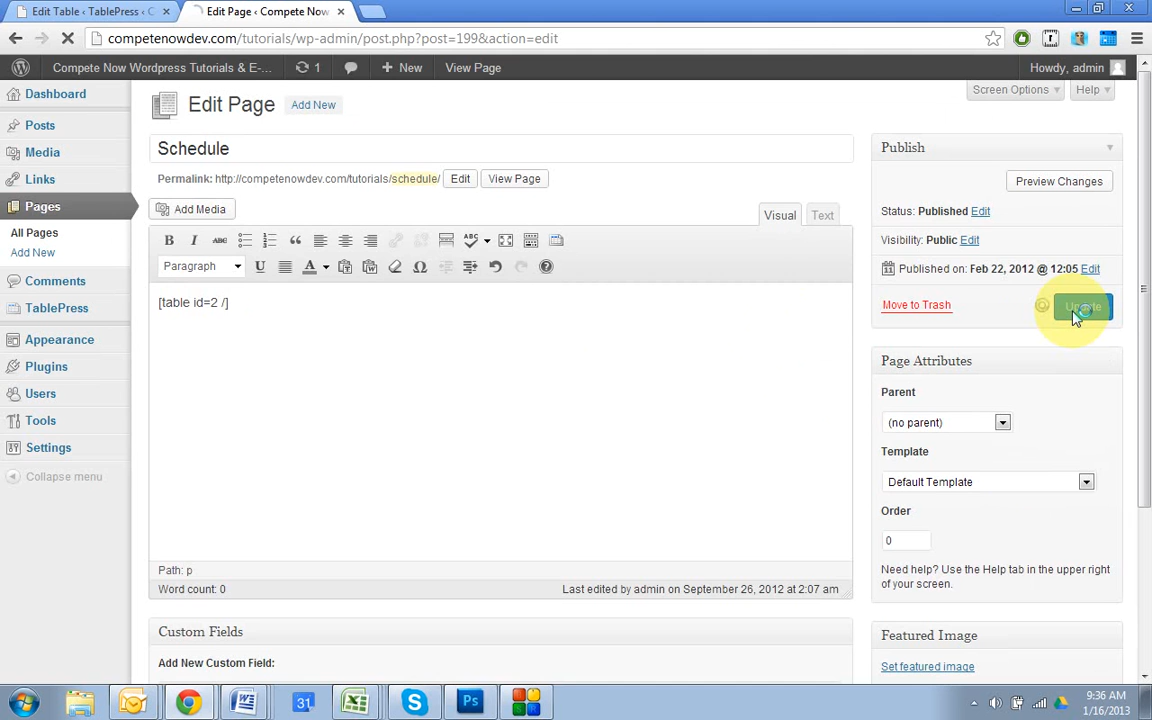 Edit Table ‹ TablePress ‹ C
Edit Page ‹ Compete Now
competenowdev.com/tutorials/wp-admin/post.php?post=199&action=edit
Compete Now Wordpress Tutorials & E-...
1
New
View Page
Howdy, admin
Dashboard
Posts
Media
Links
Pages
All Pages
Add New
Comments
TablePress
Appearance
Plugins
Users
Tools
Settings
Collapse menu
Edit Page
Add New
Screen Options
Help
Schedule
Permalink: http://competenowdev.com/tutorials/schedule/
Edit
View Page
Add Media
Visual
Text
B
I
ABC
ABC
Paragraph
U
A
[table id=2 /]
Path: p
Word count: 0
Last edited by admin on September 26, 2012 at 2:07 am
Custom Fields
Add New Custom Field:
Publish
Preview Changes
Status: Published Edit
Visibility: Public Edit
Published on: Feb 22, 2012 @ 12:05 Edit
Move to Trash
Update
Page Attributes
Parent
(no parent)
Template
Default Template
Order
0
Need help? Use the Help tab in the upper right
of your screen.
Featured Image
Set featured image
31
Ps
9:36 AM
1/16/2013